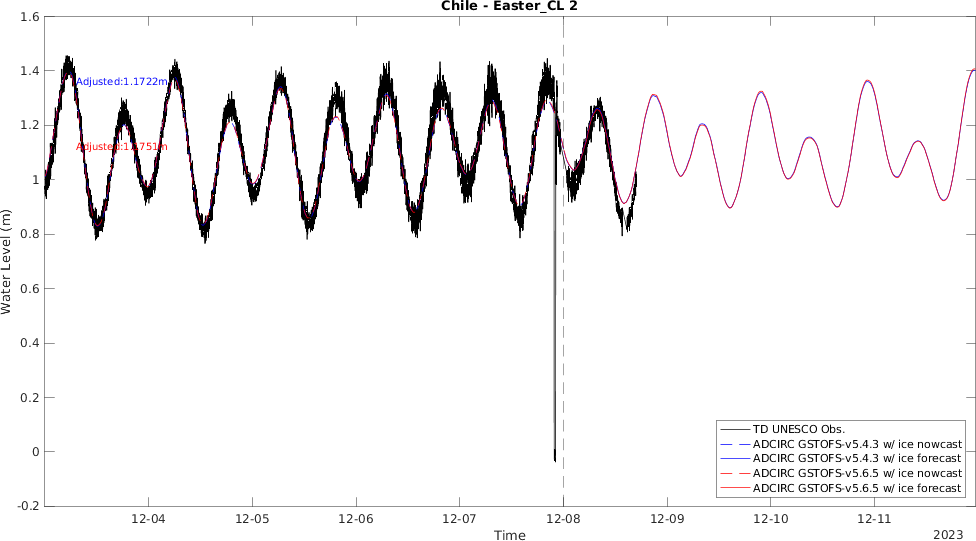 Chile - Easter_CL 2
1.6
1.4
1.2
1
0.8
0.6
0.4
0.2
0
-0.2
Water Level (m)
Adjusted:1.1722m
Adjusted:1.1751m
TD UNESCO Obs.
ADCIRC GSTOFS-v5.4.3 w/ ice nowcast
ADCIRC GSTOFS-v5.4.3 w/ ice forecast
ADCIRC GSTOFS-v5.6.5 w/ ice nowcast
ADCIRC GSTOFS-v5.6.5 w/ ice forecast
12-04 12-05 12-06 12-07 12-08 12-09 12-10 12-11
Time
2023